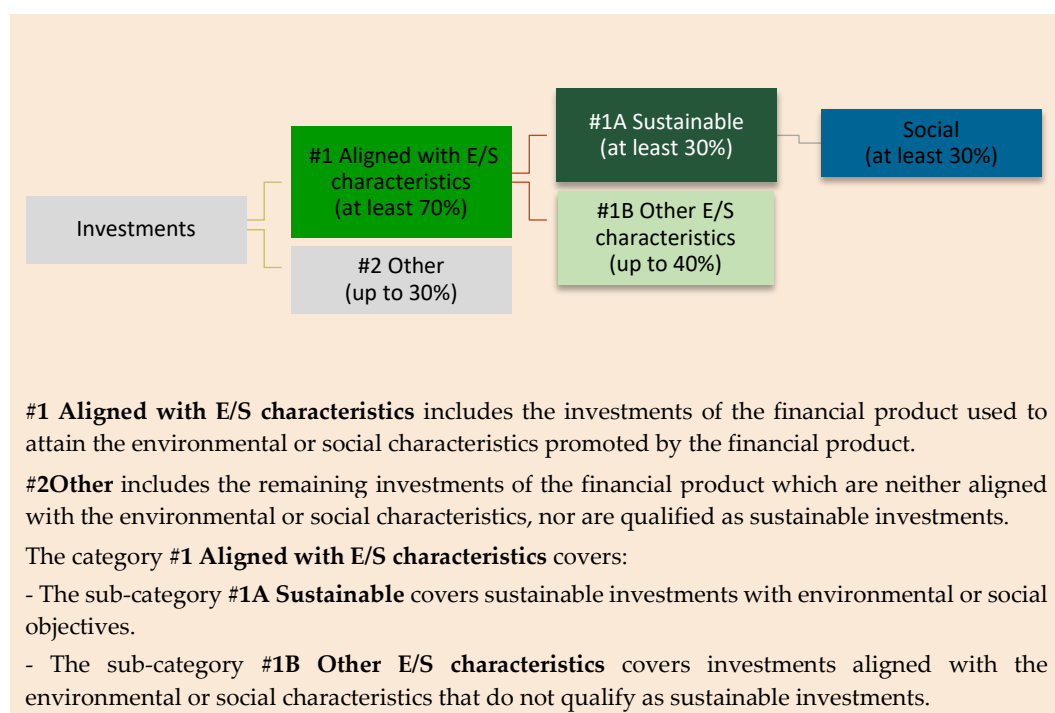 Investments
#1 Aligned with E/S
characteristics
(at least 70%)
#2 Other
(up to 30%)
#1A Sustainable
(at least 30%)
#1B Other E/S
characteristics
(up to 40%)
Social
(at least 30%)
#1 Aligned with E/S characteristics includes the investments of the financial product used to
attain the environmental or social characteristics promoted by the financial product.
#2Other includes the remaining investments of the financial product which are neither aligned
with the environmental or social characteristics, nor are qualified as sustainable investments.
The category #1 Aligned with E/S characteristics covers:
- The sub-category #1A Sustainable covers sustainable investments with environmental or social
objectives.
- The sub-category #1B Other E/S characteristics covers investments aligned with the
environmental or social characteristics that do not qualify as sustainable investments.